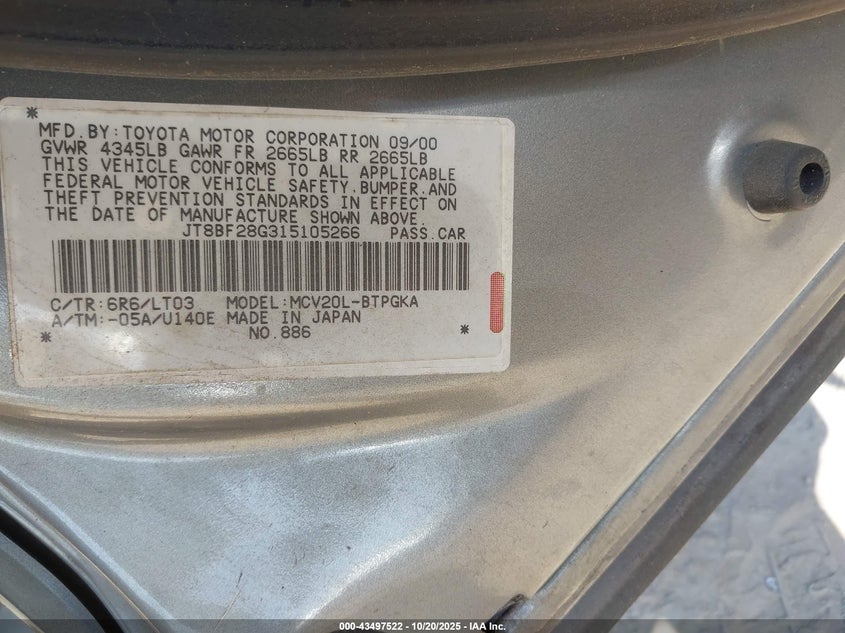 *
MFD.BY:TOYOTA MOTOR CORPORATION 09/00
GVWR 4345LB GAWR FR 2665LB RR 2665LB
THIS VEHICLE CONFORMS TO ALL APPLICABLE
FEDERAL MOTOR VEHICLE SAFETY,BUMPER,AND
THEFT PREVENTION STANDARDS IN EFFECT ON
THE DATE OF MANUFACTURE SHOWN ABOVE.
JT8BF28G315105266 PASS.CAR
C/TR:6R6/LT03 MODEL:MCV20L-BTPGKA
A/TM:-05A/U140E MADE IN JAPAN
* NO.886 *
000-43497522 - 10/20/2025 - IAA Inc.